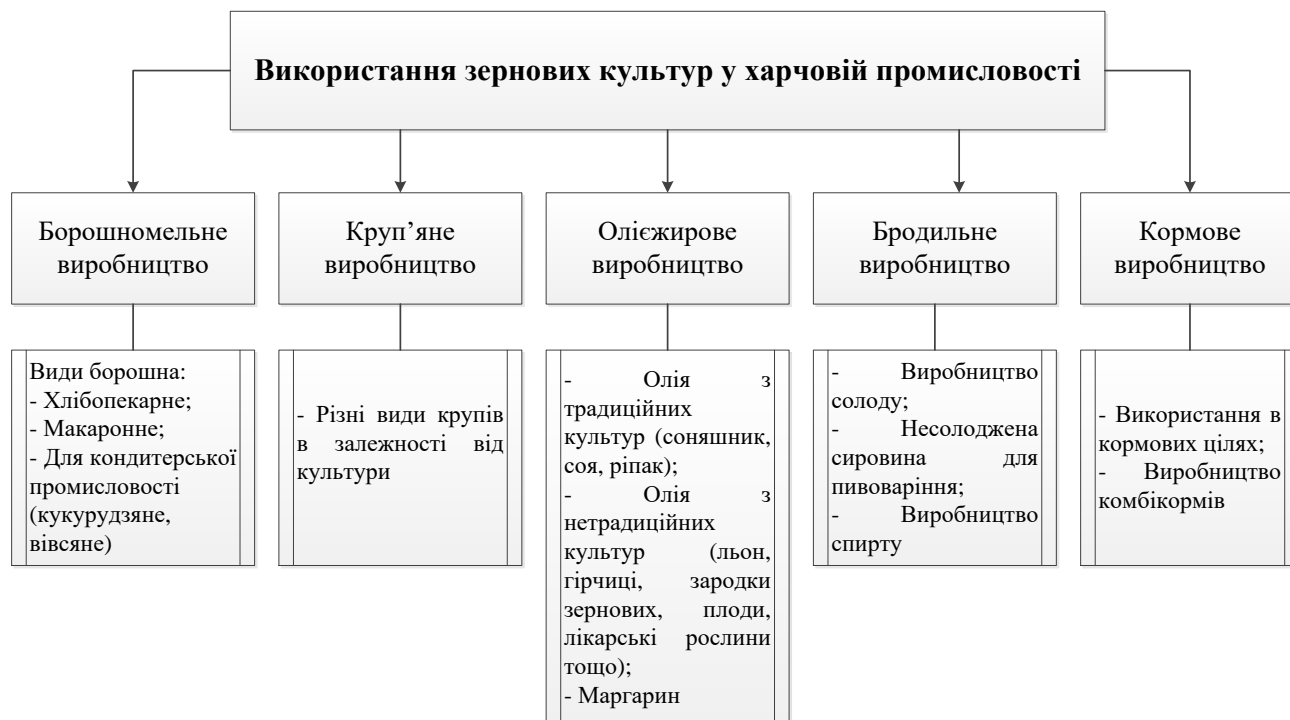 Використання зернових культур у харчовій промисловості
Борошномельне
виробництво
Круп’яне
виробництво
Олієжирове
виробництво
Бродильне
виробництво
Кормове
виробництво
Види борошна:
- Хлібопекарне;
- Макаронне;
- Для кондитерської
промисловості
(кукурудзяне,
вівсяне)
- Різні види крупів
в залежності від
культури
- Олія з
традиційних
культур (соняшник,
соя, ріпак);
- Олія з
нетрадиційних
культур (льон,
гірчиці, зародки
зернових, плоди,
лікарські рослини
тощо);
- Маргарин
- Виробництво
солоду;
- Несолоджена
сировина для
пивоваріння;
- Виробництво
спирту
- Використання в
кормових цілях;
- Виробництво
комбікормів